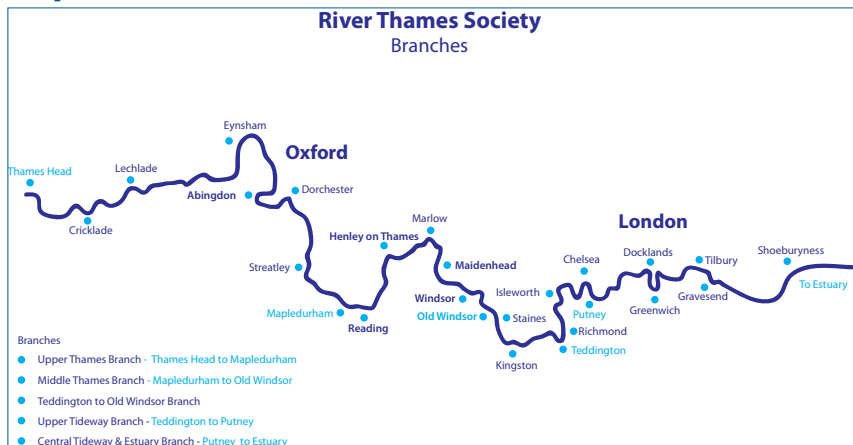 River Thames Society
Branches
Eynsham
Oxford
Thames Head
Lechlade
Abingdon
Dorchester
Cricklade
Marlow
Henley on Thames
London
Streatley
Maidenhead
Chelsea
Docklands
Tilbury
Shoeburyness
To Estuary
Isleworth
Windsor
Mapledurham
Old Windsor
Staines
Putney
Greenwich
Gravesend
Reading
Richmond
Teddington
Kingston
Branches
Upper Thames Branch - Thames Head to Mapledurham
Middle Thames Branch - Mapledurham to Old Windsor
Teddington to Old Windsor Branch
Upper Tideway Branch - Teddington to Putney
Central Tideway & Estuary Branch - Putney to Estuary